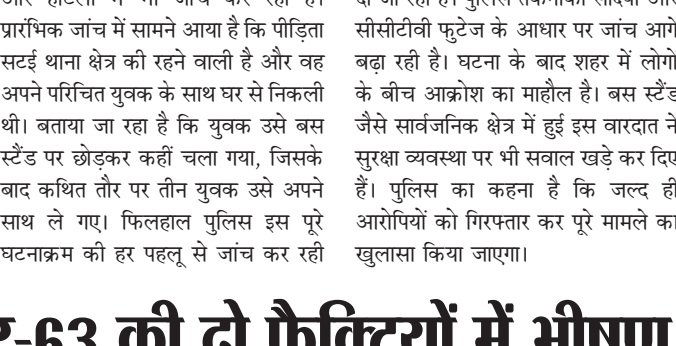 प्रारंभिक जांच में सामने आया है कि पीड़िता
सटई थाना क्षेत्र की रहने वाली है और वह
अपने परिचित युवक के साथ घर से निकली
थी। बताया जा रहा है कि युवक उसे बस
स्टैंड पर छोड़कर कहीं चला गया, जिसके
बाद कथित तौर पर तीन युवक उसे अपने
साथ ले गए। फिलहाल पुलिस इस पूरे
घटनाक्रम की हर पहलू से जांच कर रही
सीसीटीवी फुटेज के आधार पर जांच आगे
बढ़ा रही है। घटना के बाद शहर में लोगों
के बीच आक्रोश का माहौल है। बस स्टैंड
जैसे सार्वजनिक क्षेत्र में हुई इस वारदात ने
सुरक्षा व्यवस्था पर भी सवाल खड़े कर दिए
हैं। पुलिस का कहना है कि जल्द ही
आरोपियों को गिरफ्तार कर पूरे मामले का
खुलासा किया जाएगा।
-63 की दो फैक्ट्रियों में भीषण